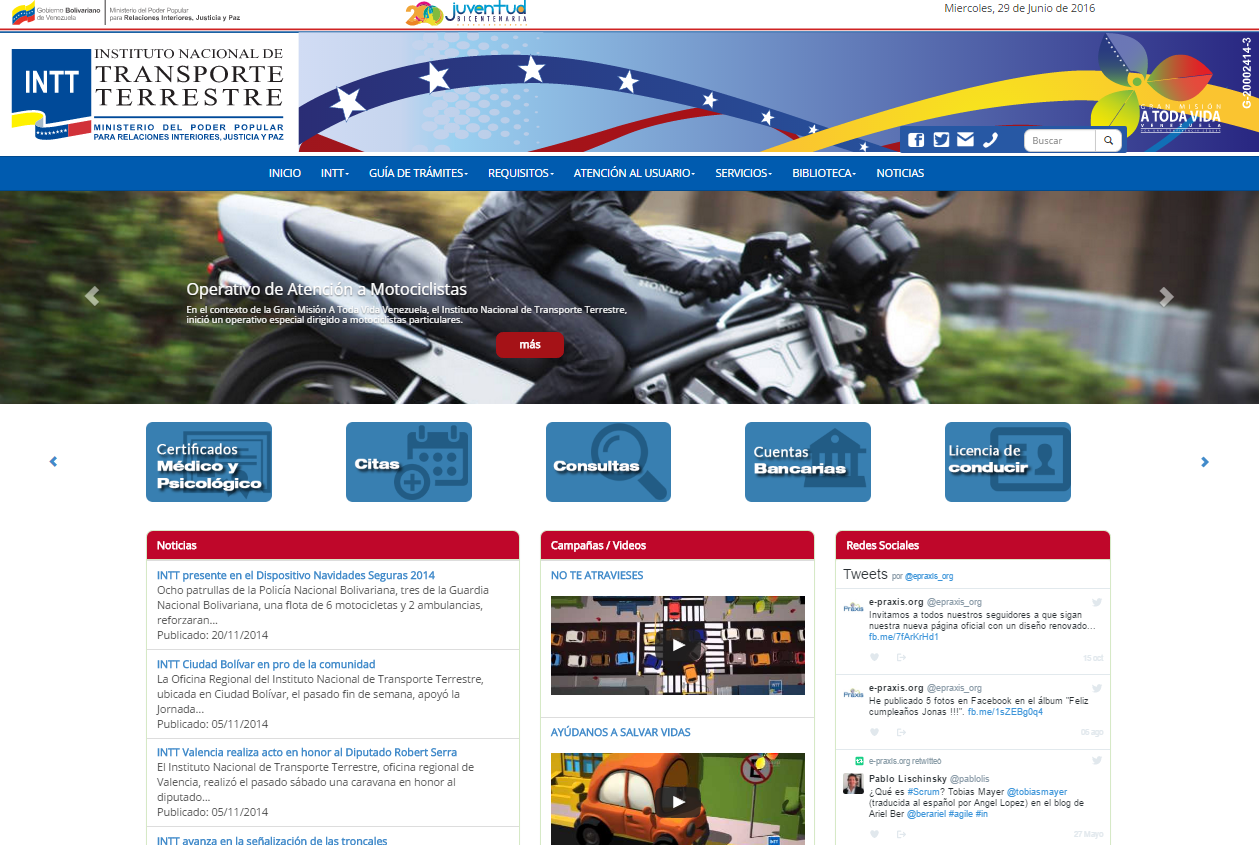 Gobierno Bolivariano
de Venezuela
Ministerio del Poder Popular
para Relaciones Interiores, Justicia y Paz
200 juventud
BICENTENARIA
Miercoles, 29 de Junio de 2016
INTT
INSTITUTO NACIONAL DE
TRANSPORTE
TERRESTRE
MINISTERIO DEL PODER POPULAR
PARA RELACIONES INTERIORES, JUSTICIA Y PAZ
GRAN MISIÓN
A TODA VIDA
VENEZUELA
G-20002414-3
Buscar
INICIO INTT GUÍA DE TRÁMITES REQUISITOS ATENCIÓN AL USUARIO SERVICIOS BIBLIOTECA NOTICIAS
HONDA
Operativo de Atención a Motociclistas
En el contexto de la Gran Misión A Toda Vida Venezuela, el Instituto Nacional de Transporte Terrestre,
inició un operativo especial dirigido a motociclistas particulares.
más
Certificados
Médico y
Psicológico
Citas
Consultas
Cuentas
Bancarias
Licencia de
conducir
Noticias
INTT presente en el Dispositivo Navidades Seguras 2014
Ocho patrullas de la Policía Nacional Bolivariana, tres de la Guardia
Nacional Bolivariana, una flota de 6 motocicletas y 2 ambulancias,
reforzaran...
Publicado: 20/11/2014
INTT Ciudad Bolívar en pro de la comunidad
La Oficina Regional del Instituto Nacional de Transporte Terrestre,
ubicada en Ciudad Bolívar, el pasado fin de semana, apoyó la
Jornada...
Publicado: 05/11/2014
INTT Valencia realiza acto en honor al Diputado Robert Serra
El Instituto Nacional de Transporte Terrestre, oficina regional de
Valencia, realizó el pasado sábado una caravana en honor al
diputado...
Publicado: 05/11/2014
INTT avanza en la señalización de las troncales
Campañas / Videos
NO TE ATRAVIESES
INTT
AYÚDANOS A SALVAR VIDAS
INTT
Redes Sociales
Tweets por @epraxis_org
Praxis
e-praxis.org @epraxis_org
Invitamos a todos nuestros seguidores a que sigan
nuestra nueva página oficial con un diseño renovado...
fb.me/7fArKrHd1
15 oct
Praxis
e-praxis.org @epraxis_org
He publicado 5 fotos en Facebook en el álbum "Feliz
cumpleaños Jonas !!!". fb.me/1sZEBg0q4
06 ago
e-praxis.org retwitteó
Pablo Lischinsky @pablolis
¿Qué es #Scrum? Tobias Mayer @tobiasmayer
(traducida al español por Angel Lopez) en el blog de
Ariel Ber @berariel #agile #in
27 Mayo